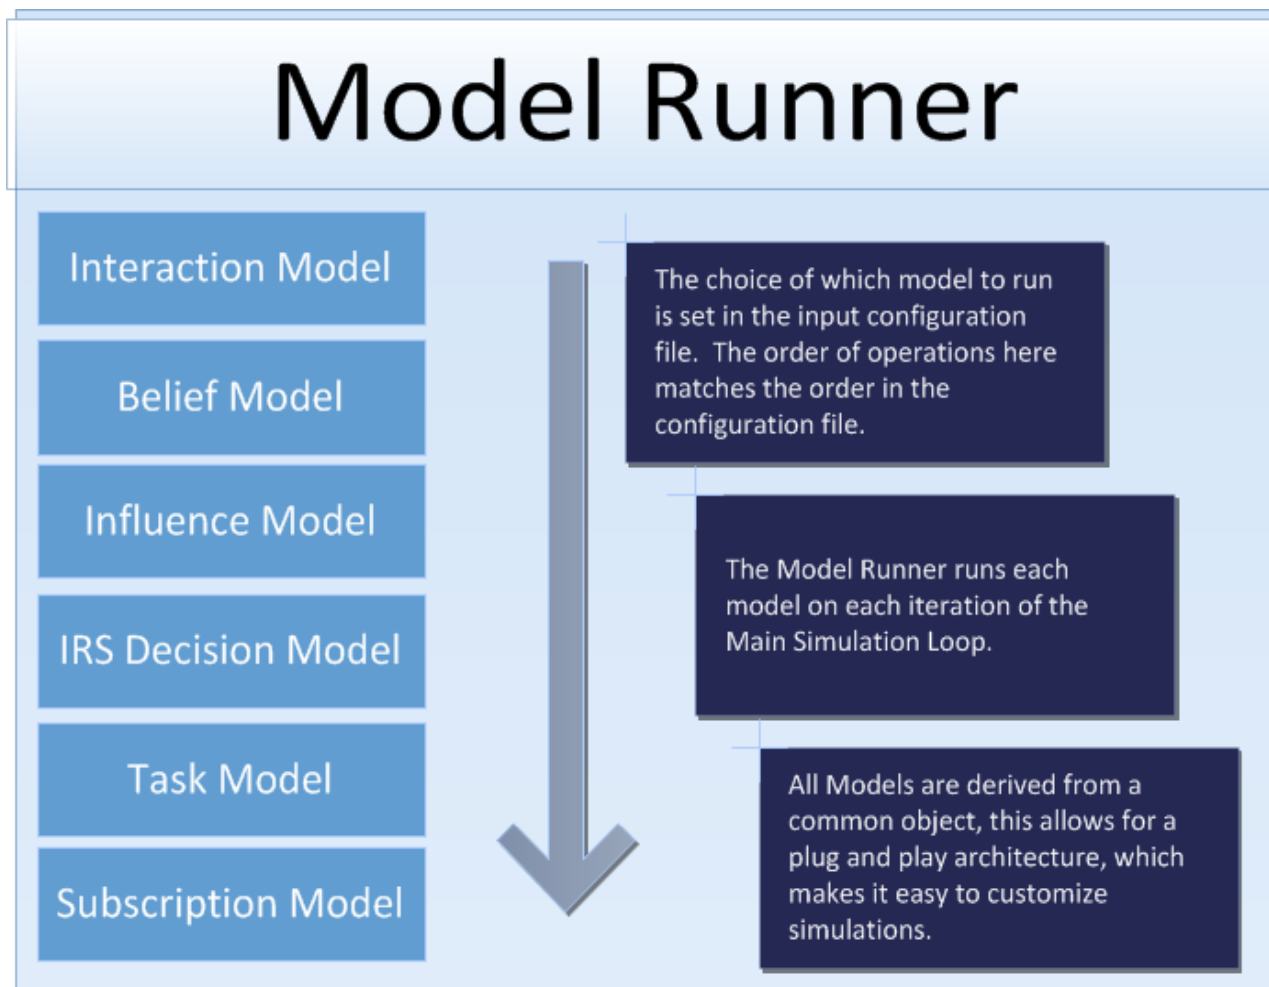 Model Runner
Interaction Model
Belief Model
Influence Model
IRS Decision Model
Task Model
Subscription Model
The choice of which model to run
is set in the input configuration
file.  The order of operations here
matches the order in the
configuration file.
The Model Runner runs each
model on each iteration of the
Main Simulation Loop.
All Models are derived from a
common object, this allows for a
plug and play architecture, which
makes it easy to customize
simulations.